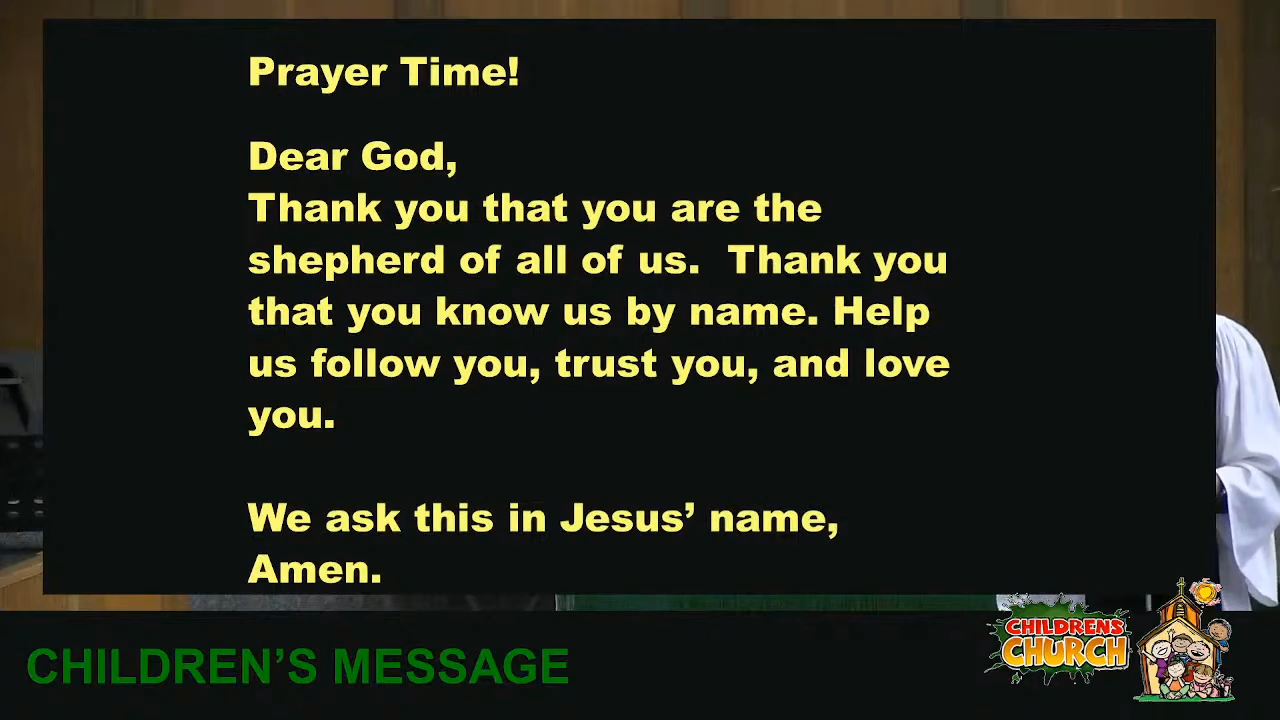 Prayer Time!
Dear God,
Thank you that you are the
shepherd of all of us.  Thank you
that you know us by name. Help
us follow you, trust you, and love
you.
We ask this in Jesus’ name,
Amen.
CHILDREN’S MESSAGE
CHILDRENS
CHURCH